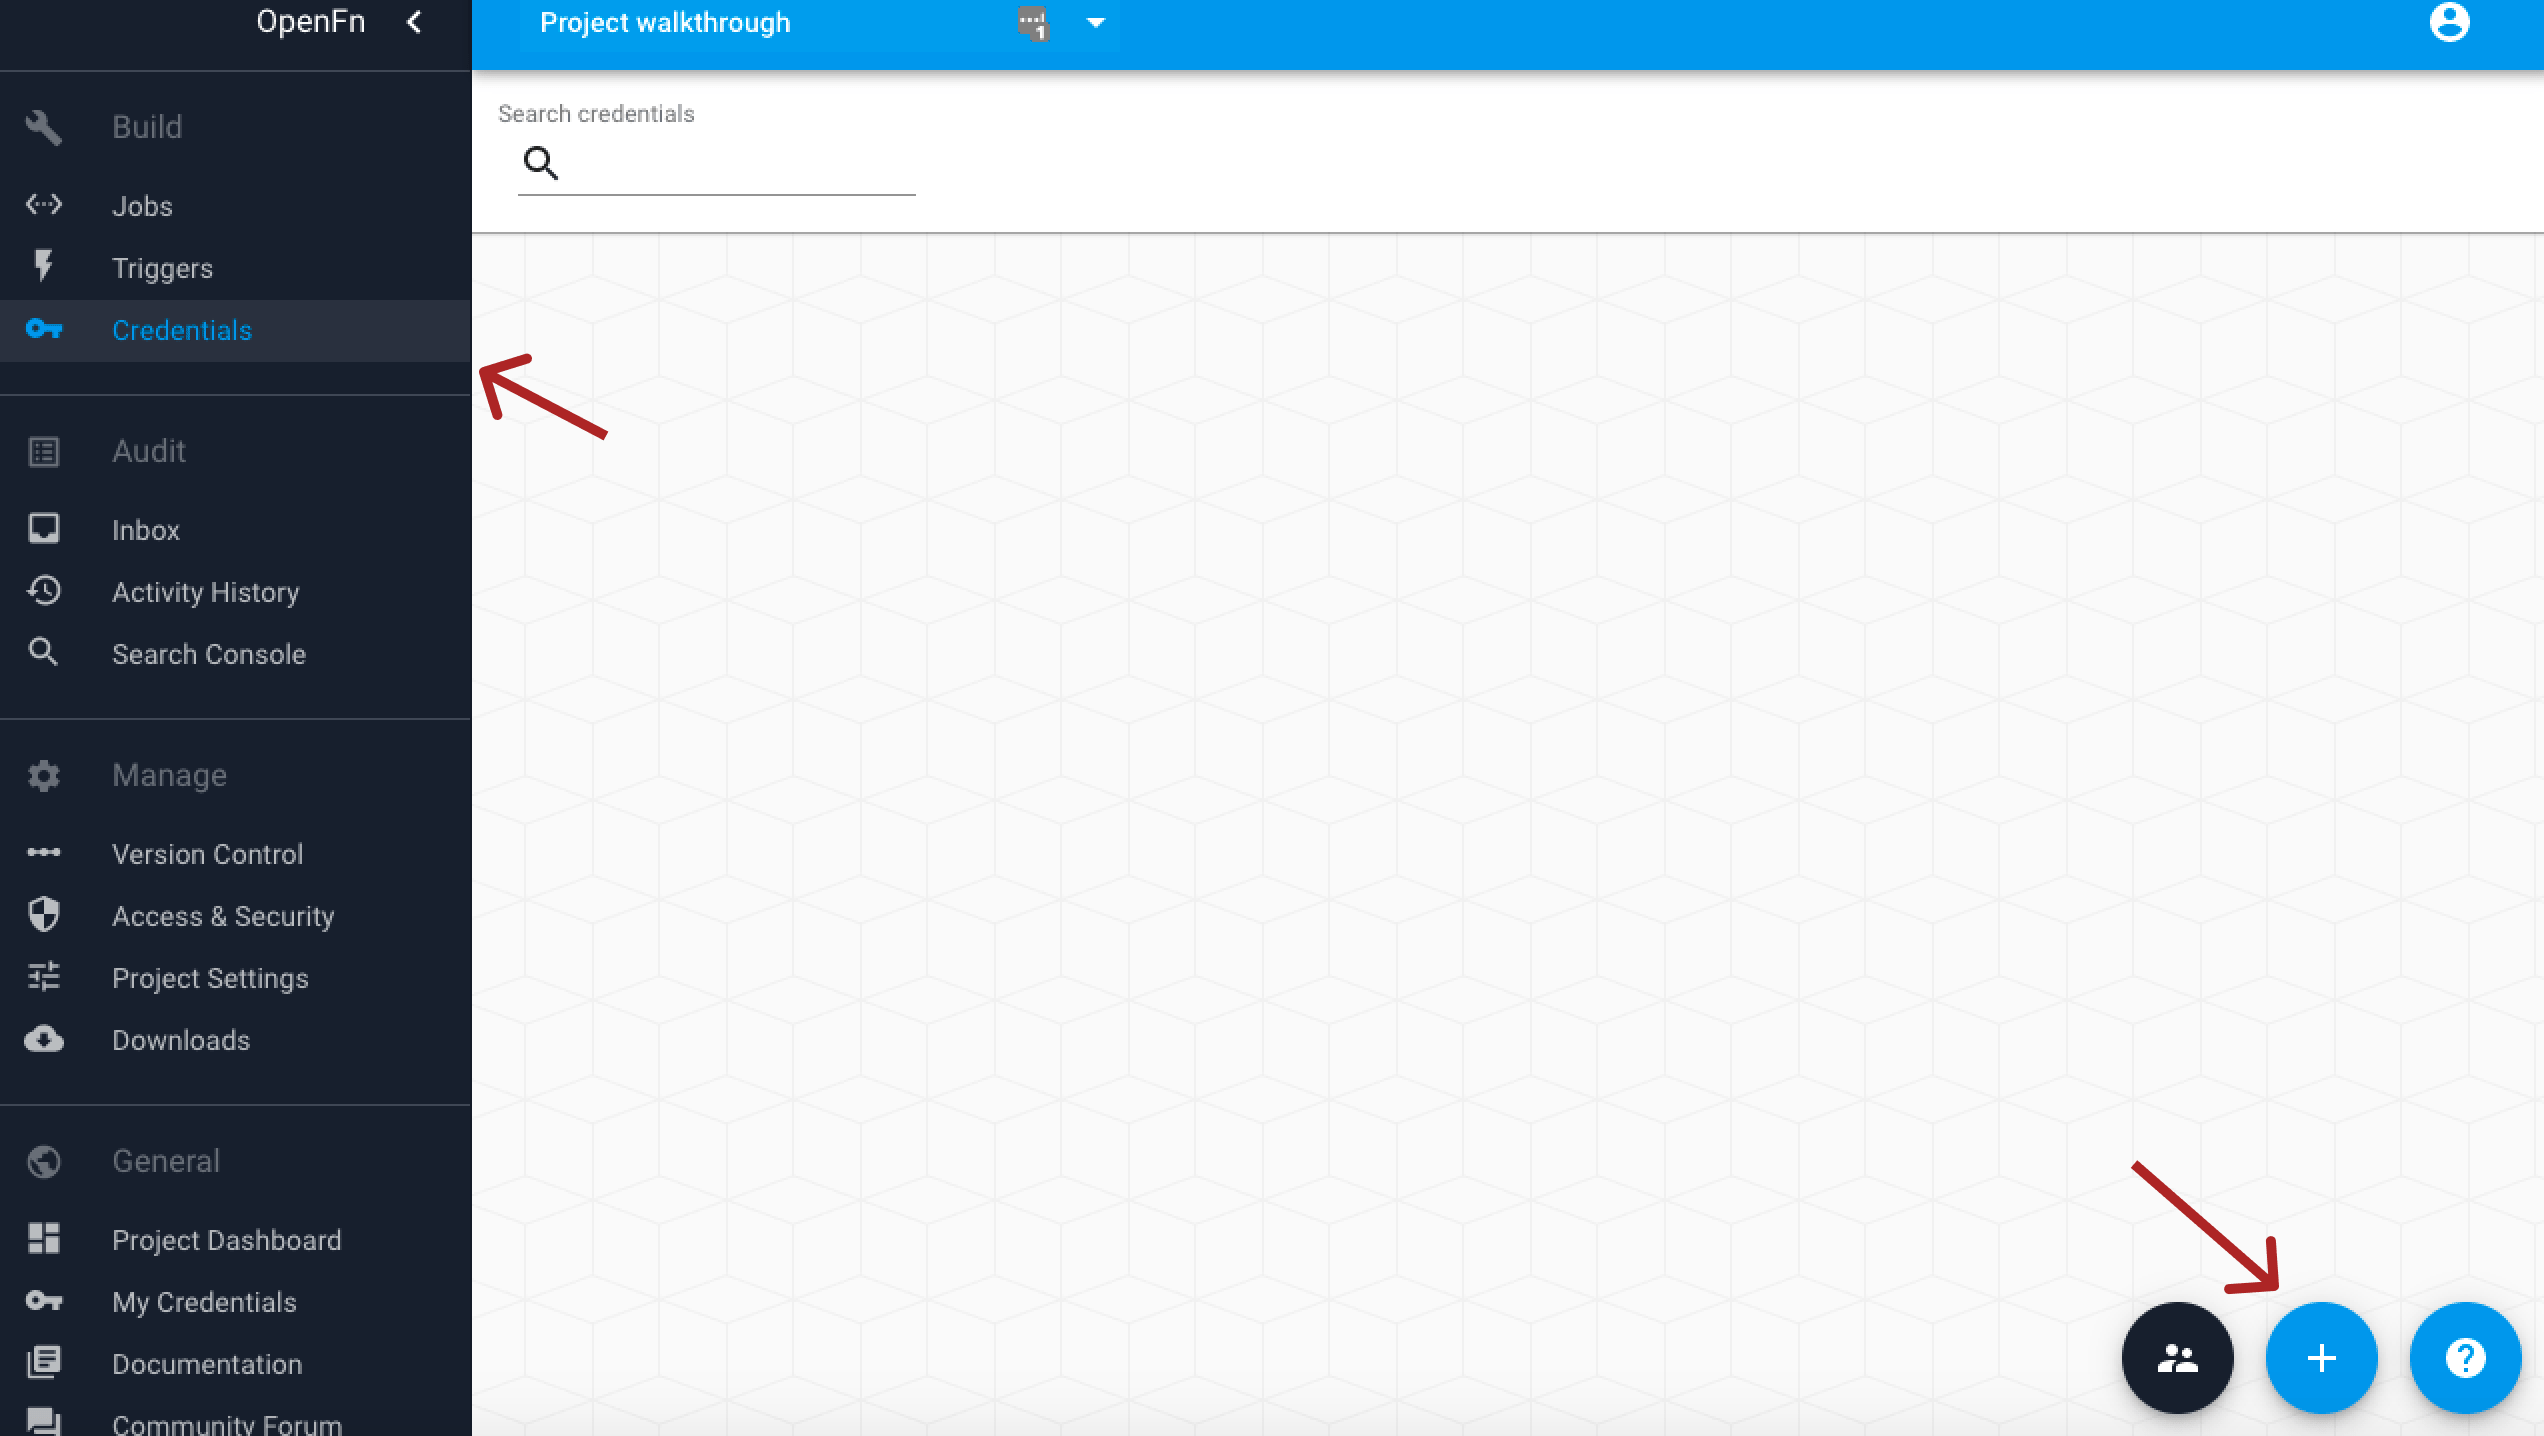 OpenFn
Project walkthrough
1
Search credentials
Build
Jobs
Triggers
Credentials
Audit
Inbox
Activity History
Search Console
Manage
Version Control
Access & Security
Project Settings
Downloads
General
Project Dashboard
My Credentials
Documentation
Community Forum